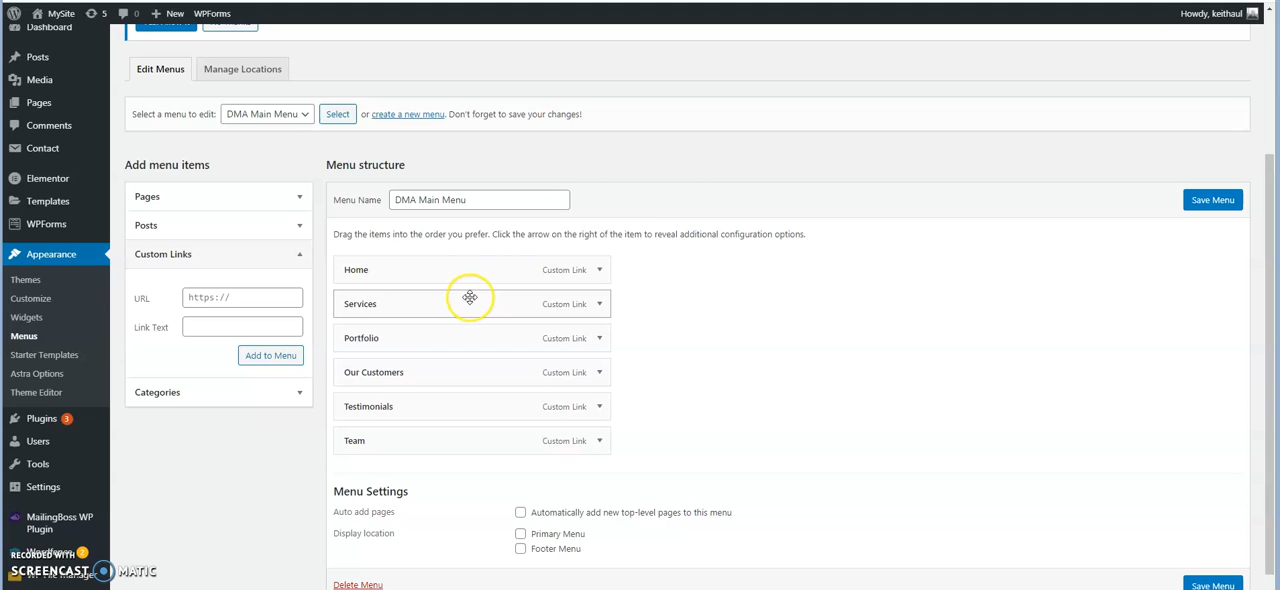 MySite 5 0 New WPForms Howdy, keithaul
Dashboard
Posts
Media
Pages
Comments
Contact
Elementor
Templates
WPForms
Appearance
Themes
Customize
Widgets
Menus
Starter Templates
Astra Options
Theme Editor
Plugins 3
Users
Tools
Settings
MailingBoss WP
Plugin
Wordfence 2
WP File Manager
RECORDED WITH
SCREENCAST MATIC
Edit Menus Manage Locations
Select a menu to edit: DMA Main Menu Select or create a new menu. Don't forget to save your changes!
Add menu items
Pages
Posts
Custom Links
URL https://
Link Text
Add to Menu
Categories
Menu structure
Menu Name DMA Main Menu Save Menu
Drag the items into the order you prefer. Click the arrow on the right of the item to reveal additional configuration options.
Home Custom Link
Services Custom Link
Portfolio Custom Link
Our Customers Custom Link
Testimonials Custom Link
Team Custom Link
Menu Settings
Auto add pages Automatically add new top-level pages to this menu
Display location Primary Menu
Footer Menu
Delete Menu Save Menu